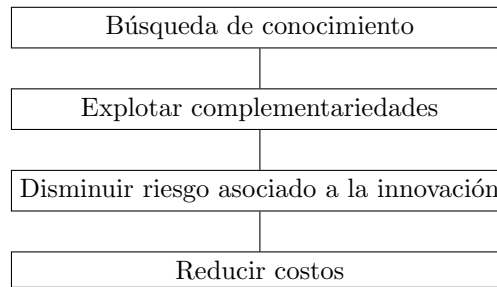 Búsqueda de conocimiento
Explotar complementariedades
Disminuir riesgo asociado a la innovación
Reducir costos